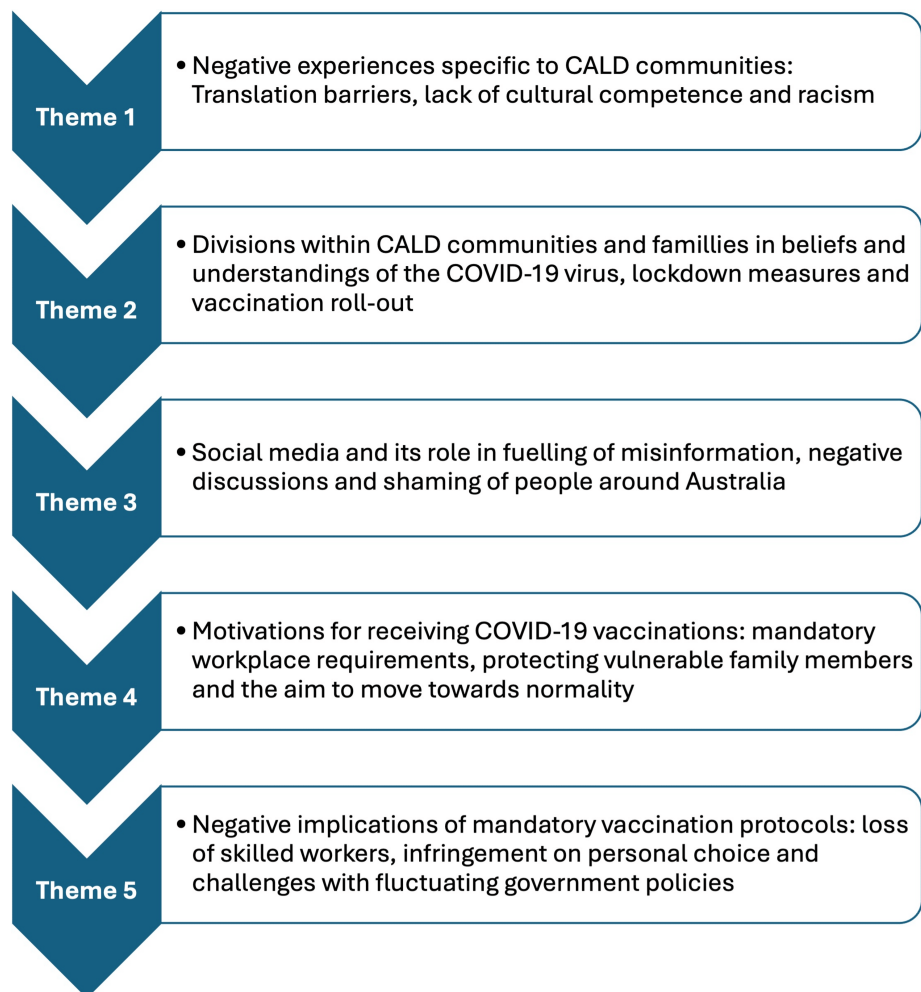 Theme 1
• Negative experiences specific to CALD communities:
Translation barriers, lack of cultural competence and racism
Theme 2
• Divisions within CALD communities and famillies in beliefs and
understandings of the COVID-19 virus, lockdown measures and
vaccination roll-out
Theme 3
• Social media and its role in fuelling of misinformation, negative
discussions and shaming of people around Australia
Theme 4
• Motivations for receiving COVID-19 vaccinations: mandatory
workplace requirements, protecting vulnerable family members
and the aim to move towards normality
Theme 5
• Negative implications of mandatory vaccination protocols: loss
of skilled workers, infringement on personal choice and
challenges with fluctuating government policies